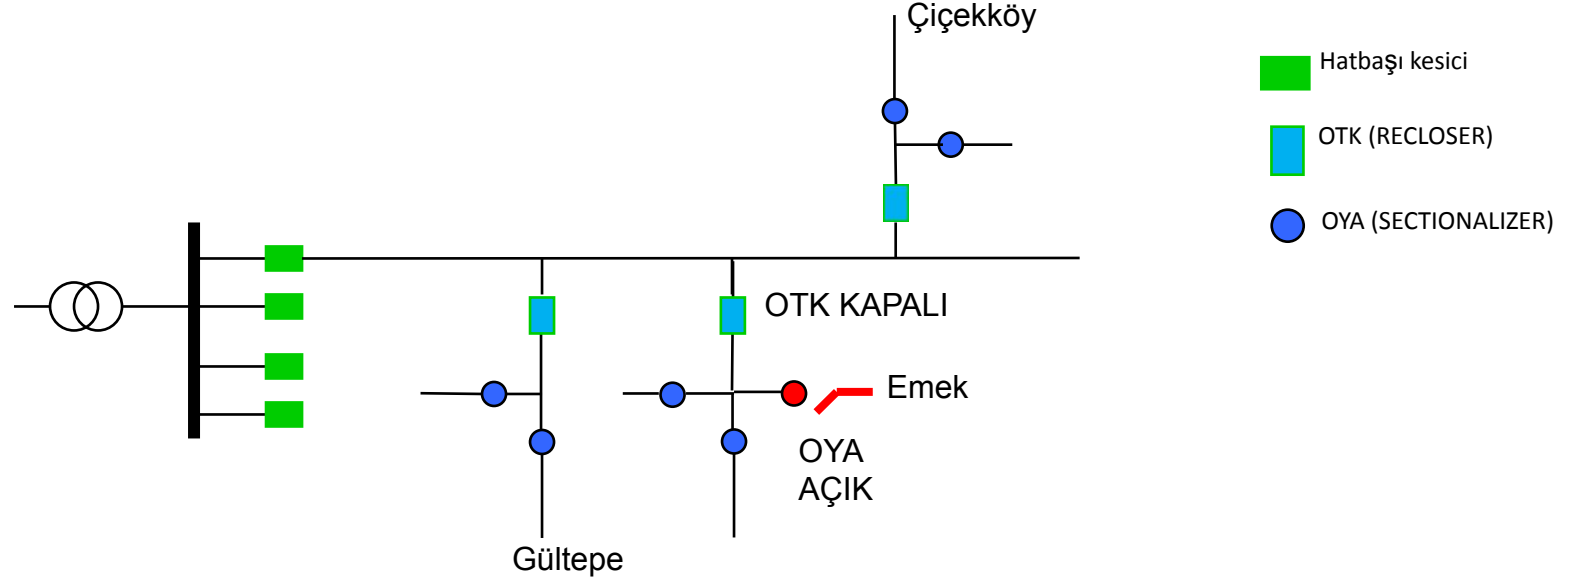 Çiçekköy
Hatbaşı kesici
OTK (RECLOSER)
OYA (SECTIONALIZER)
OTK KAPALI
Emek
OYA
AÇIK
Gültepe